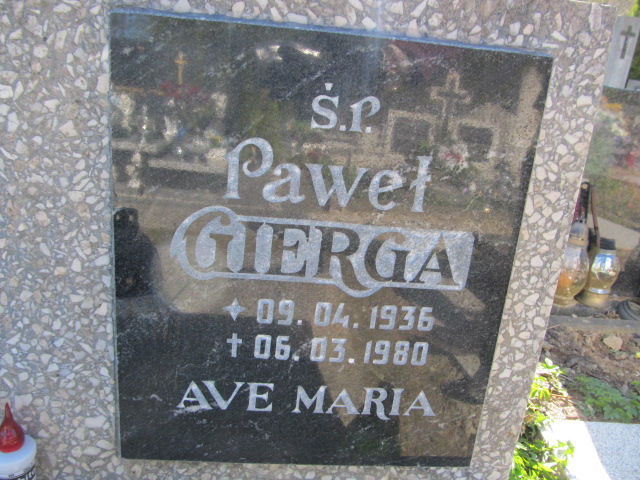 Ś.P.
Paweł
GIERGA
✦ 09. 04. 1936
✝ 06. 03. 1980
AVE MARIA